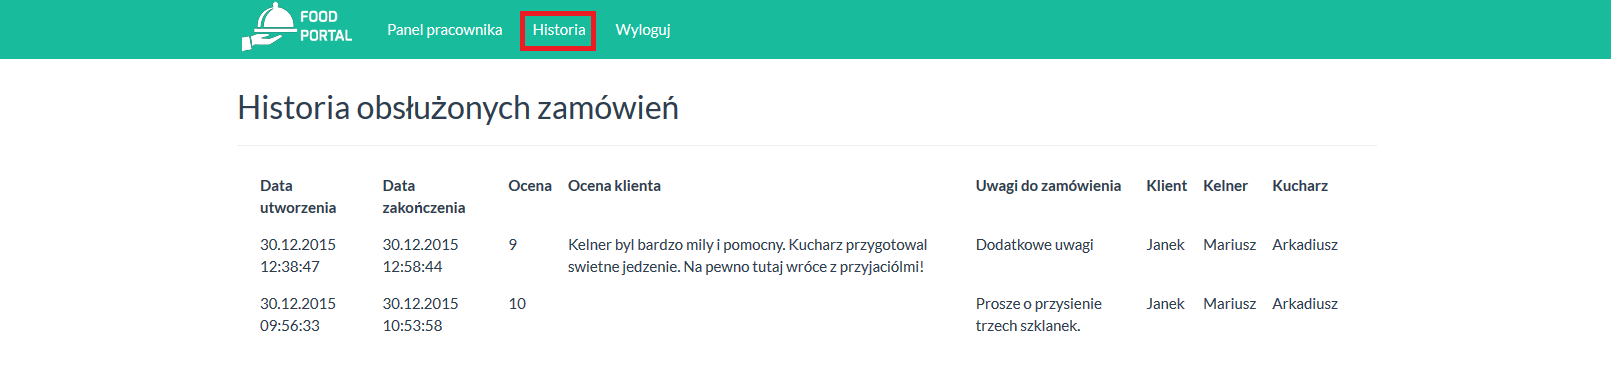 FOOD
PORTAL
Panel pracownika Historia Wyloguj
Historia obsłużonych zamówień
Data utworzenia Data zakończenia Ocena Ocena klienta Uwagi do zamówienia Klient Kelner Kucharz
30.12.2015 30.12.2015 9 Kelner byl bardzo mily i pomocny. Kucharz przygotowal Dodatkowe uwagi Janek Mariusz Arkadiusz
12:38:47 12:58:44 swietne jedzenie. Na pewno tutaj wróce z przyjaciólmi!
30.12.2015 30.12.2015 10 Prosze o przysienie Janek Mariusz Arkadiusz
09:56:33 10:53:58 trzech szklanek.